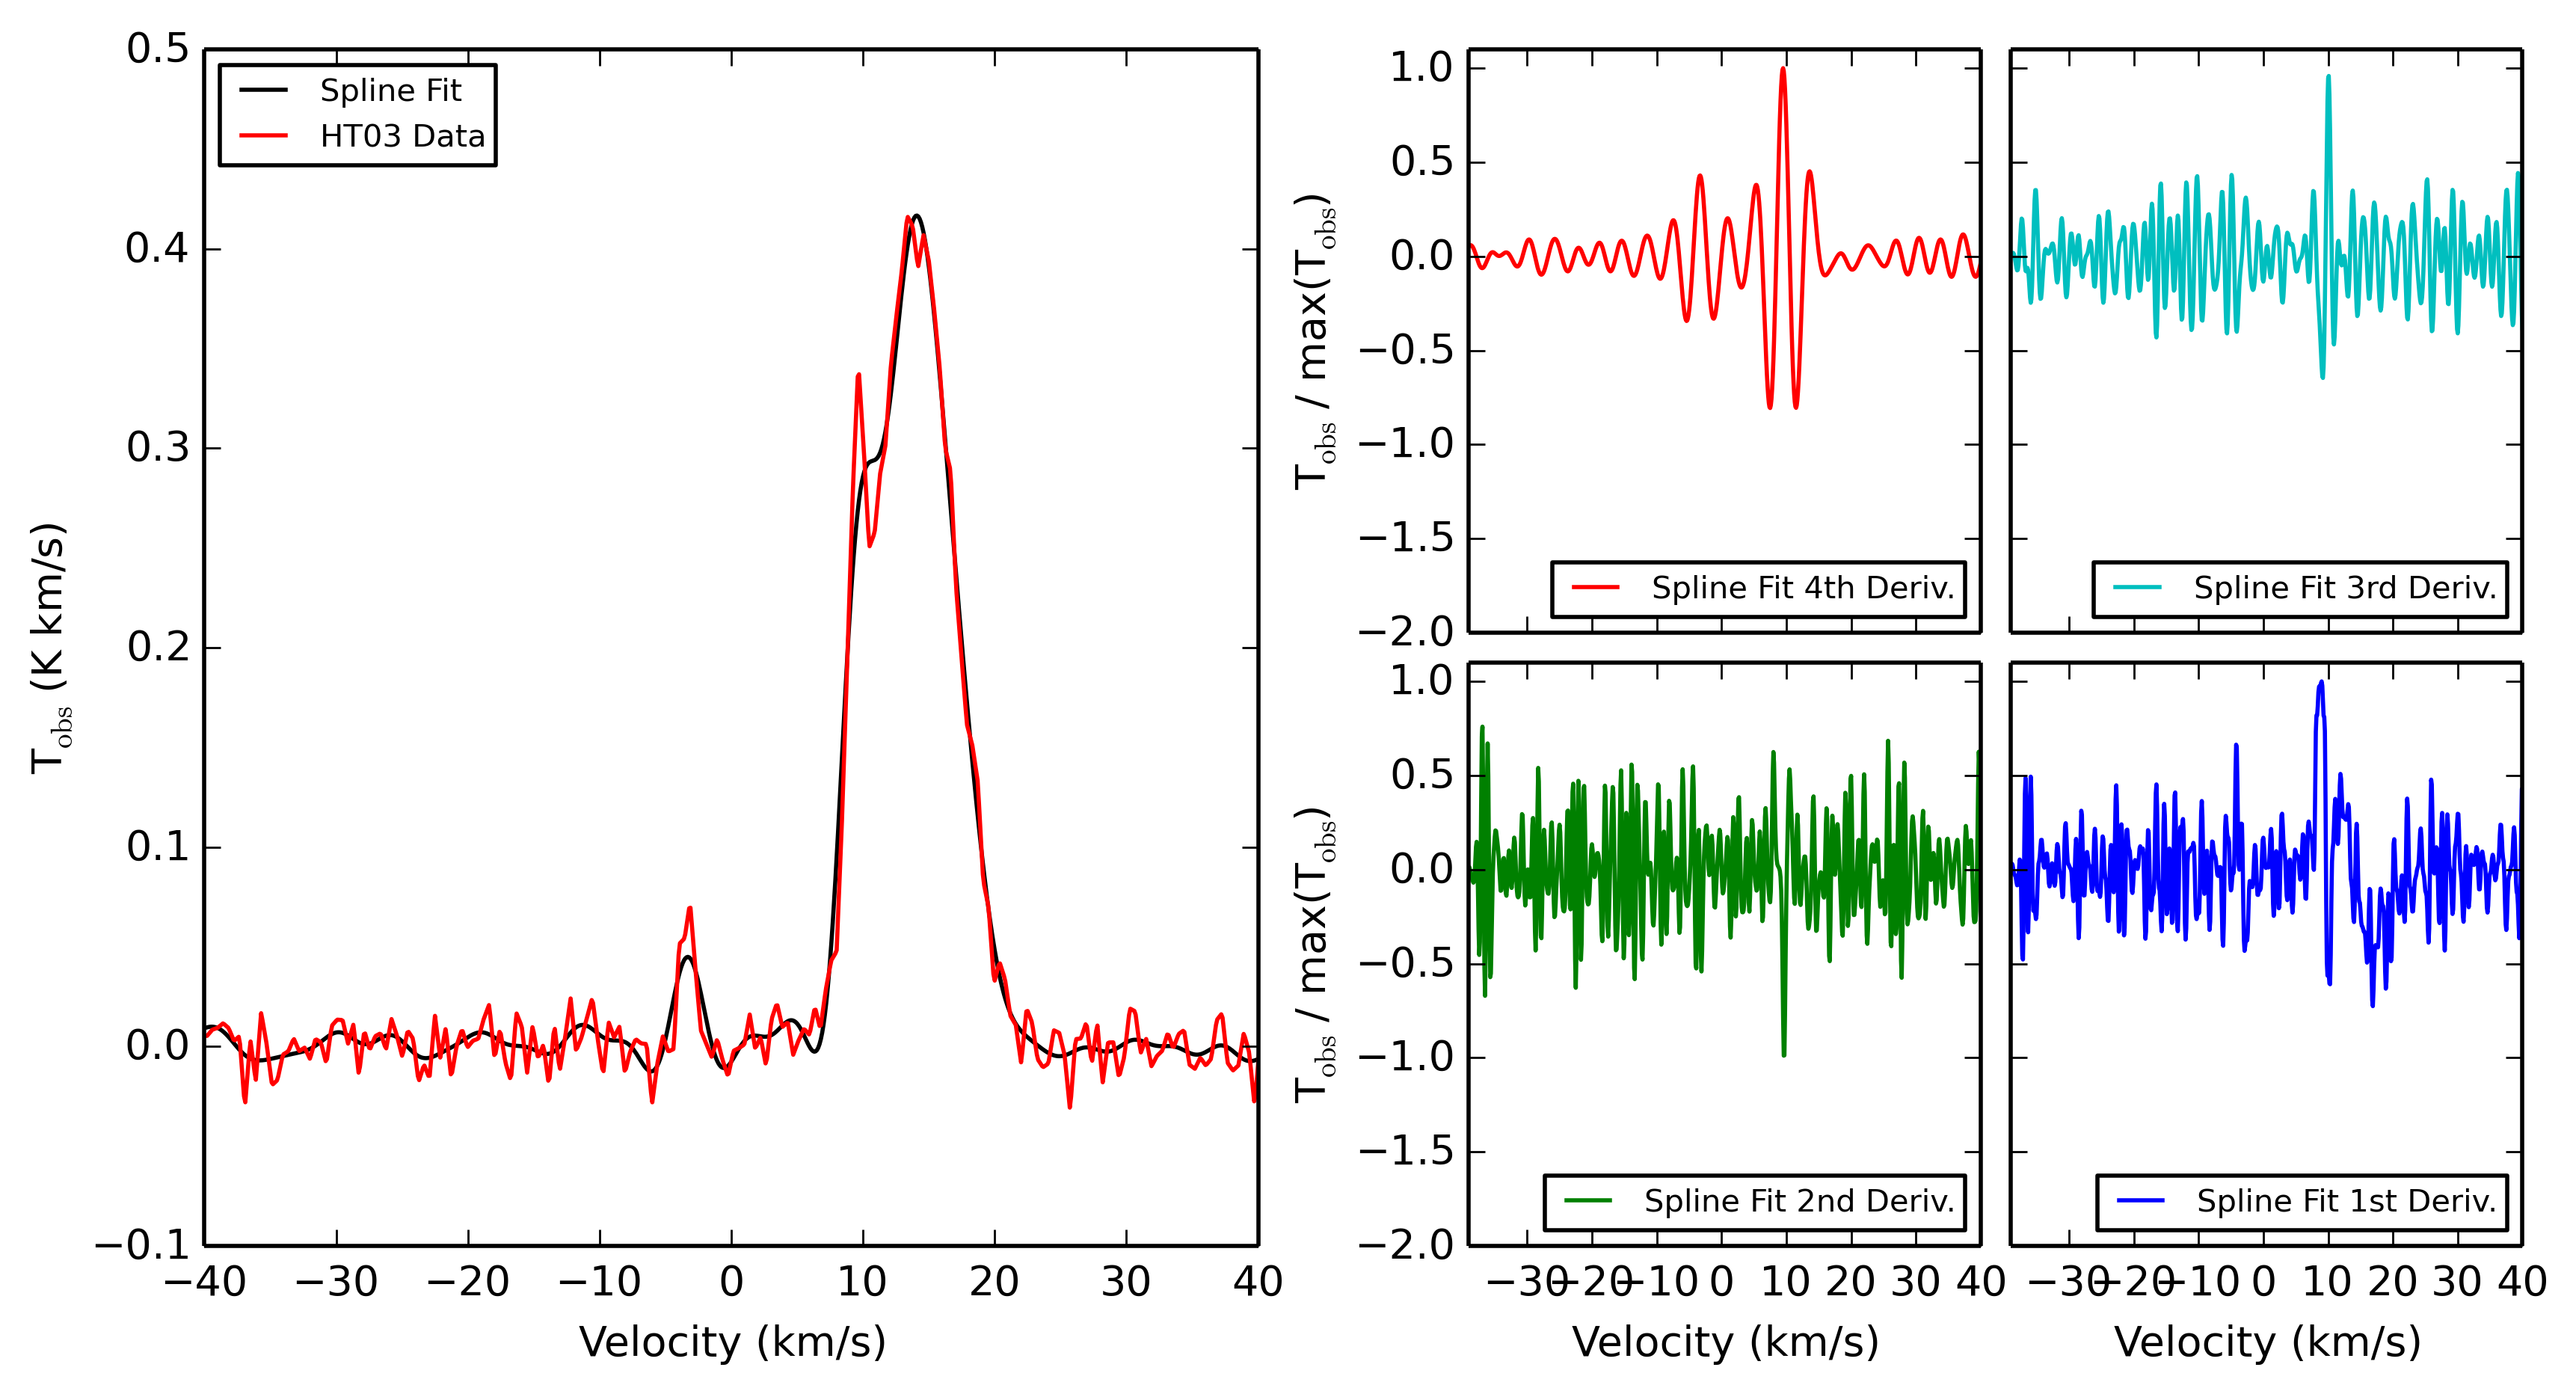 0.5
0.4
0.3
0.2
0.1
0.0
−0.1
−40 −30 −20 −10 0 10 20 30 40
Velocity (km/s)
T_obs (K km/s)
Spline Fit
HT03 Data
1.0
0.5
0.0
−0.5
−1.0
−1.5
−2.0
T_obs / max(T_obs)
Spline Fit 4th Deriv.
Spline Fit 3rd Deriv.
1.0
0.5
0.0
−0.5
−1.0
−1.5
−2.0
T_obs / max(T_obs)
Spline Fit 2nd Deriv.
Spline Fit 1st Deriv.
−30 −20 −10 0 10 20 30 40
−30 −20 −10 0 10 20 30 40
Velocity (km/s)
Velocity (km/s)